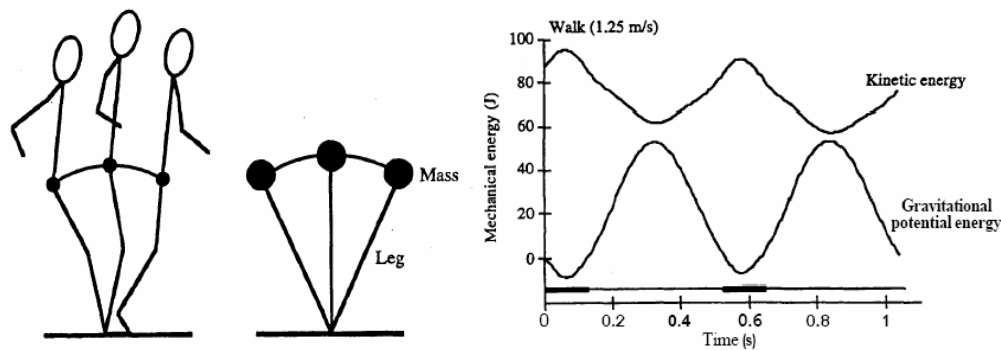 Mass
Leg
Walk (1.25 m/s)
100
80
60
40
20
0
Mechanical energy (J)
Kinetic energy
Gravitational
potential energy
0
0.2
0.4
0.6
0.8
1
Time (s)